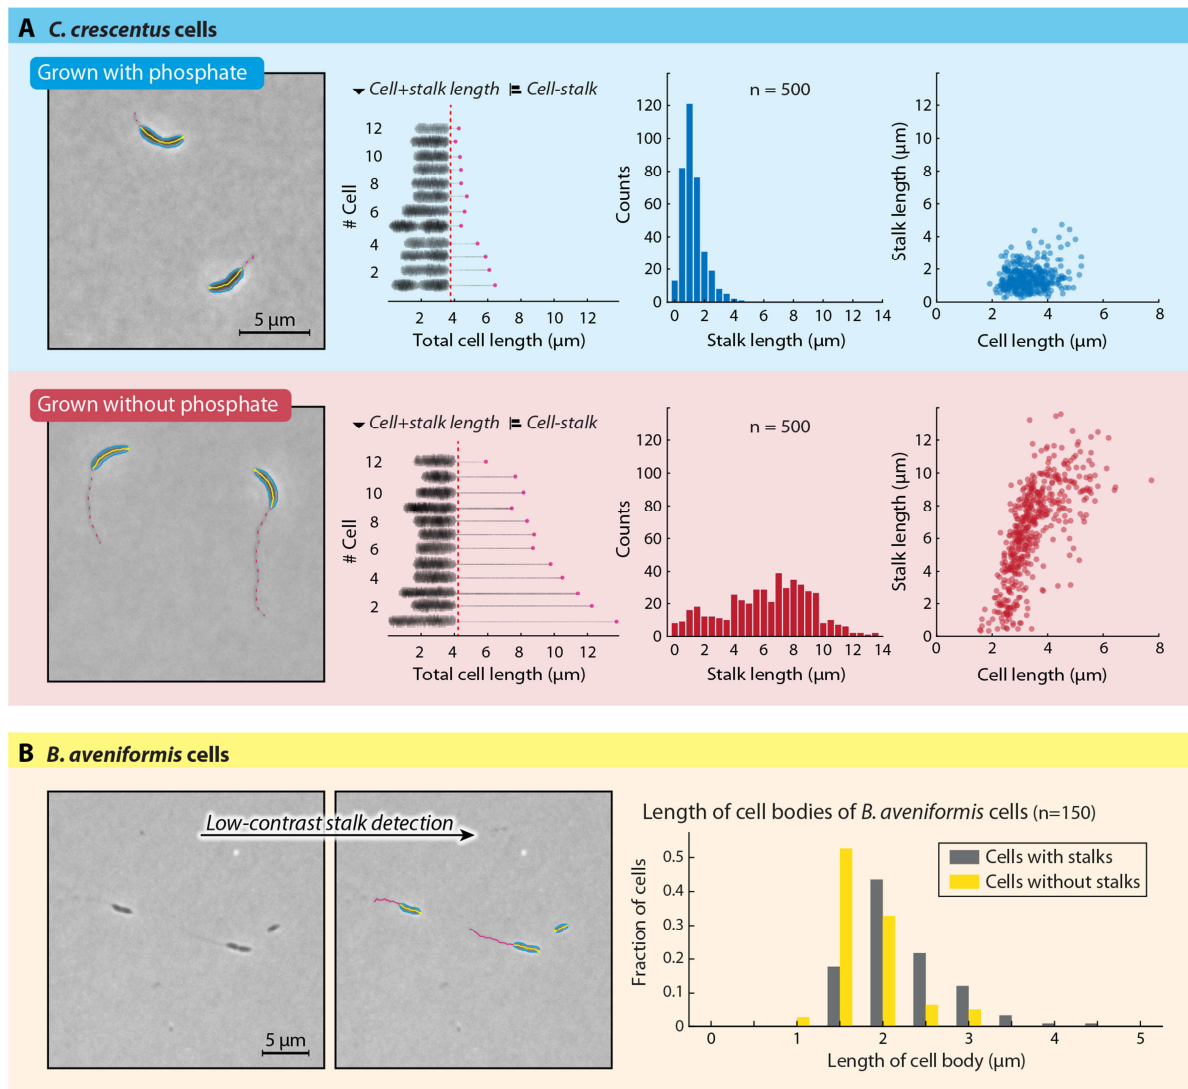 A C. crescentus cells
Grown with phosphate
5 µm
Cell+stalk length Cell-stalk
# Cell
12
10
8
6
4
2
2 4 6 8 10 12
Total cell length (µm)
n = 500
Counts
120
100
80
60
40
20
0
0 2 4 6 8 10 12 14
Stalk length (µm)
Stalk length (µm)
12
10
8
6
4
2
0
0 2 4 6 8
Cell length (µm)
Grown without phosphate
Cell+stalk length Cell-stalk
# Cell
12
10
8
6
4
2
2 4 6 8 10 12
Total cell length (µm)
n = 500
Counts
120
100
80
60
40
20
0
0 2 4 6 8 10 12 14
Stalk length (µm)
Stalk length (µm)
12
10
8
6
4
2
0
0 2 4 6 8
Cell length (µm)
B B. aveniformis cells
Low-contrast stalk detection
5 µm
Length of cell bodies of B. aveniformis cells (n=150)
Cells with stalks
Cells without stalks
Fraction of cells
0.5
0.4
0.3
0.2
0.1
0
0 1 2 3 4 5
Length of cell body (µm)